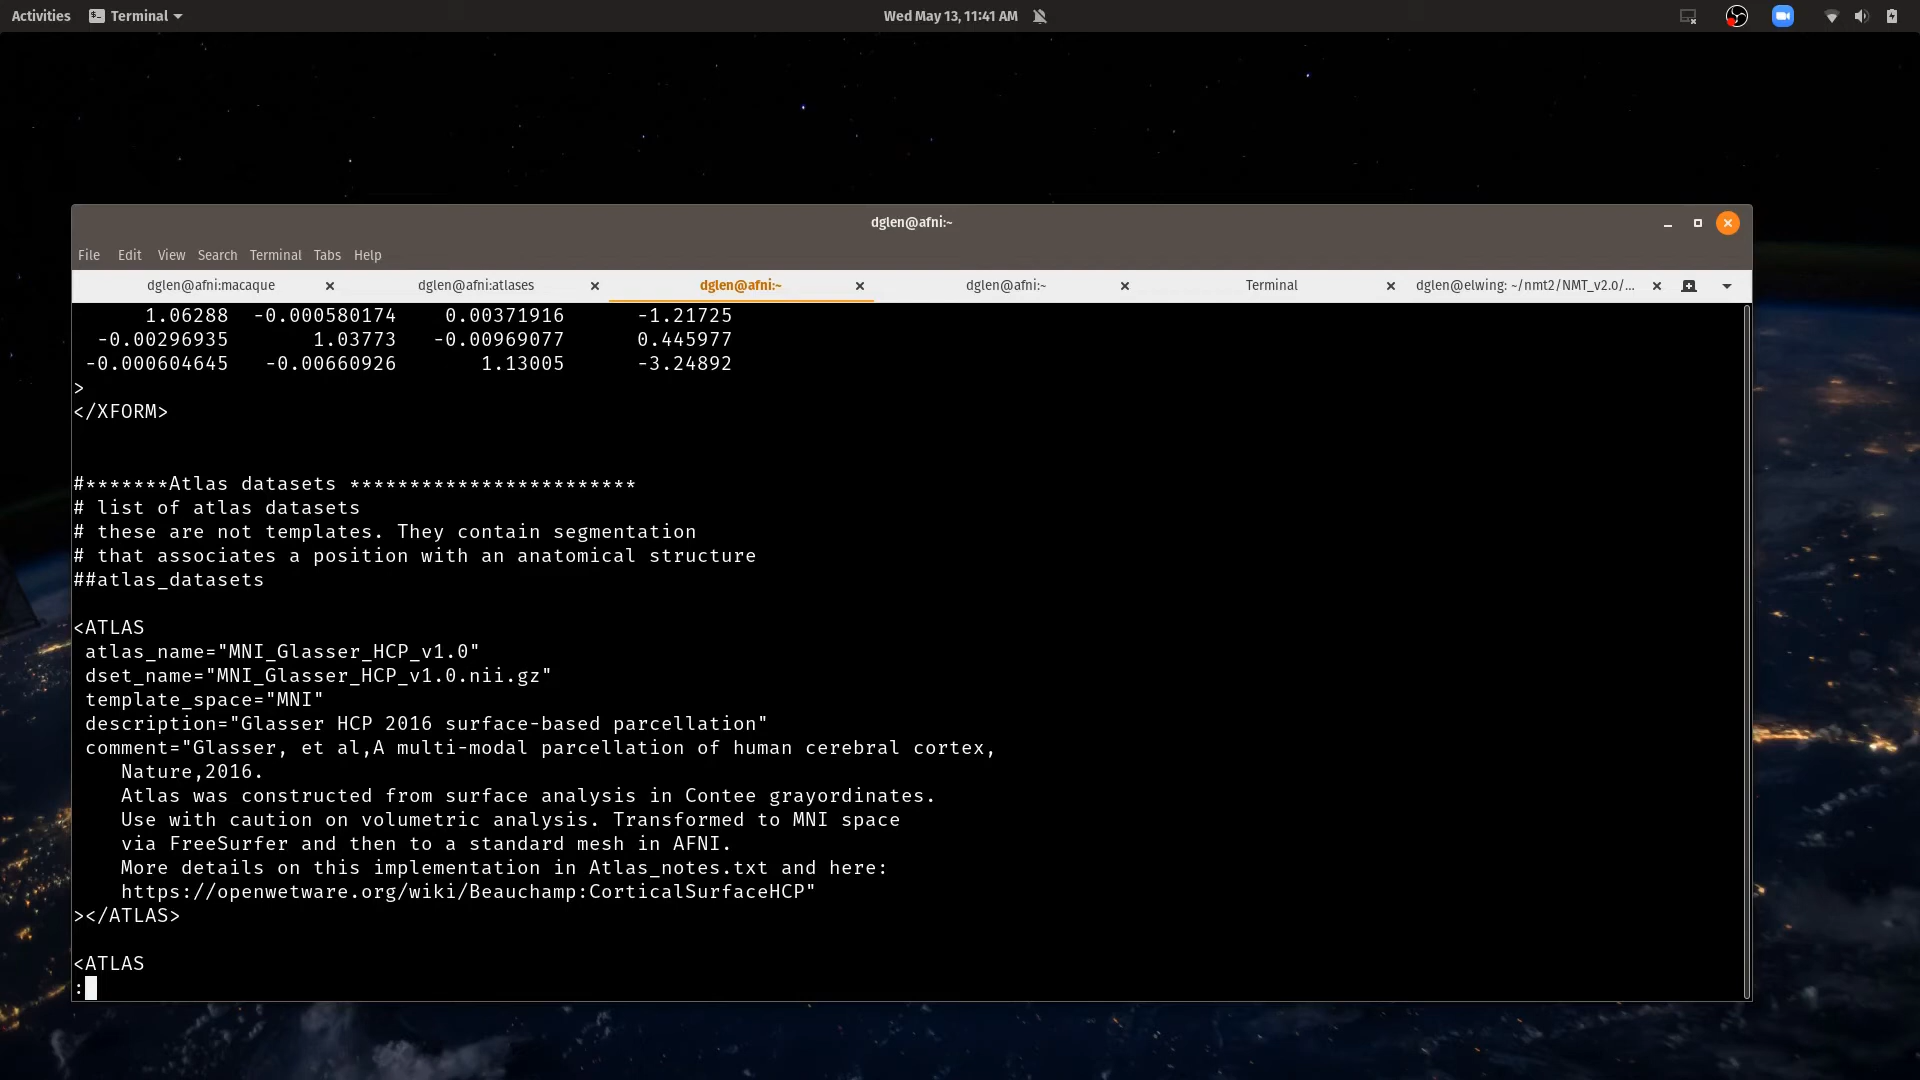 Activities Terminal Wed May 13, 11:41 AM
dglen@afni:~
File Edit View Search Terminal Tabs Help
dglen@afni:macaque dglen@afni:atlases dglen@afni:~ dglen@afni:~ Terminal dglen@elwing: ~/nmt2/NMT_v2.0/...
1.06288 -0.000580174 0.00371916 -1.21725
-0.00296935 1.03773 -0.00969077 0.445977
-0.000604645 -0.00660926 1.13005 -3.24892
>
</XFORM>
#*******Atlas datasets ************************
# list of atlas datasets
# these are not templates. They contain segmentation
# that associates a position with an anatomical structure
##atlas_datasets
<ATLAS
atlas_name="MNI_Glasser_HCP_v1.0"
dset_name="MNI_Glasser_HCP_v1.0.nii.gz"
template_space="MNI"
description="Glasser HCP 2016 surface-based parcellation"
comment="Glasser, et al,A multi-modal parcellation of human cerebral cortex,
Nature,2016.
Atlas was constructed from surface analysis in Contee grayordinates.
Use with caution on volumetric analysis. Transformed to MNI space
via FreeSurfer and then to a standard mesh in AFNI.
More details on this implementation in Atlas_notes.txt and here:
https://openwetware.org/wiki/Beauchamp:CorticalSurfaceHCP"
></ATLAS>
<ATLAS
: